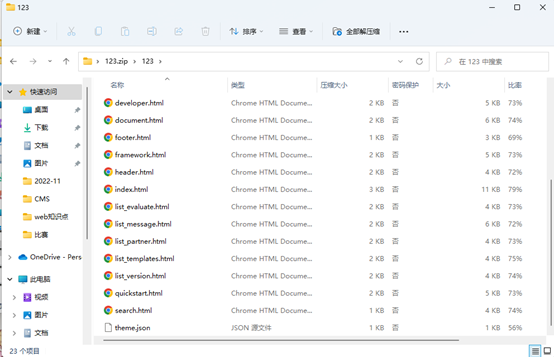 123
新建
排序
查看
全部解压缩
123.zip › 123 ›
在 123 中搜索
名称 类型 压缩大小 密码保护 大小 比率
快速访问
桌面
下载
文档
图片
2022-11
CMS
web知识点
比赛
OneDrive - Pers
此电脑
视频
图片
文档
developer.html Chrome HTML Docume... 2 KB 否 5 KB 73%
document.html Chrome HTML Docume... 2 KB 否 6 KB 74%
footer.html Chrome HTML Docume... 1 KB 否 3 KB 69%
framework.html Chrome HTML Docume... 2 KB 否 5 KB 73%
header.html Chrome HTML Docume... 2 KB 否 4 KB 72%
index.html Chrome HTML Docume... 3 KB 否 11 KB 79%
list_evaluate.html Chrome HTML Docume... 2 KB 否 4 KB 73%
list_message.html Chrome HTML Docume... 2 KB 否 6 KB 72%
list_partner.html Chrome HTML Docume... 2 KB 否 4 KB 73%
list_templates.html Chrome HTML Docume... 2 KB 否 4 KB 75%
list_version.html Chrome HTML Docume... 2 KB 否 4 KB 74%
quickstart.html Chrome HTML Docume... 2 KB 否 5 KB 73%
search.html Chrome HTML Docume... 1 KB 否 4 KB 74%
theme.json JSON 源文件 1 KB 否 1 KB 56%
23 个项目